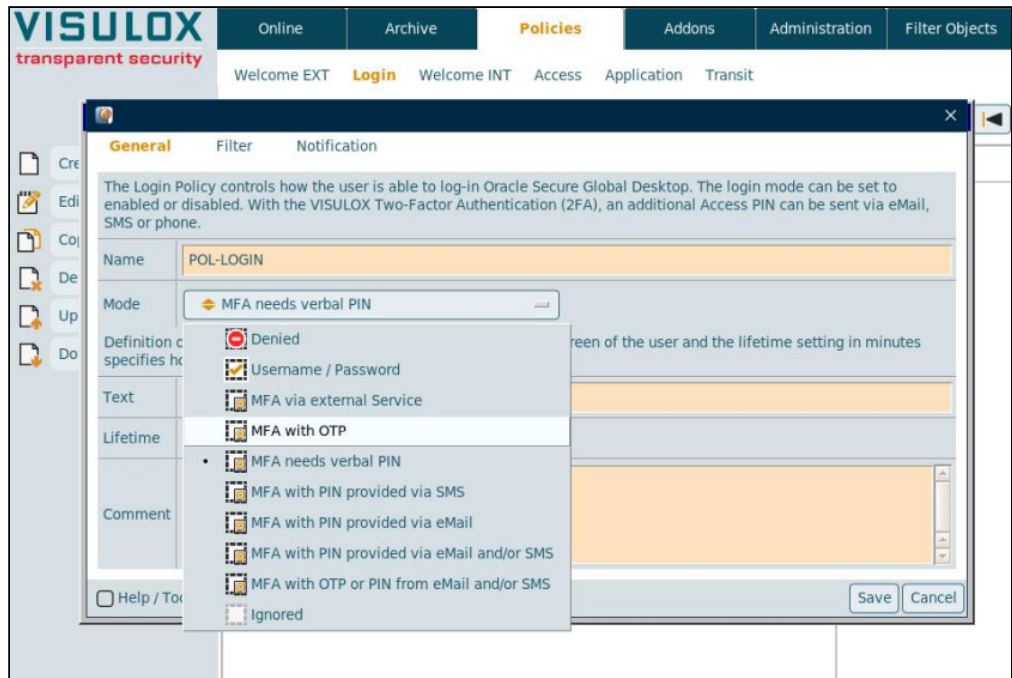 VISULOX
transparent security
Online Archive Policies Addons Administration Filter Objects
Welcome EXT Login Welcome INT Access Application Transit
General Filter Notification
The Login Policy controls how the user is able to log-in Oracle Secure Global Desktop. The login mode can be set to
enabled or disabled. With the VISULOX Two-Factor Authentication (2FA), an additional Access PIN can be sent via eMail,
SMS or phone.
Name POL-LOGIN
Mode MFA needs verbal PIN
Definition
reen of the user and the lifetime setting in minutes
specifies
Text
Lifetime
Comment
Denied
Username / Password
MFA via external Service
MFA with OTP
MFA needs verbal PIN
MFA with PIN provided via SMS
MFA with PIN provided via eMail
MFA with PIN provided via eMail and/or SMS
MFA with OTP or PIN from eMail and/or SMS
Ignored
Cre
Edi
Co
De
Up
Do
Help / To
Save Cancel